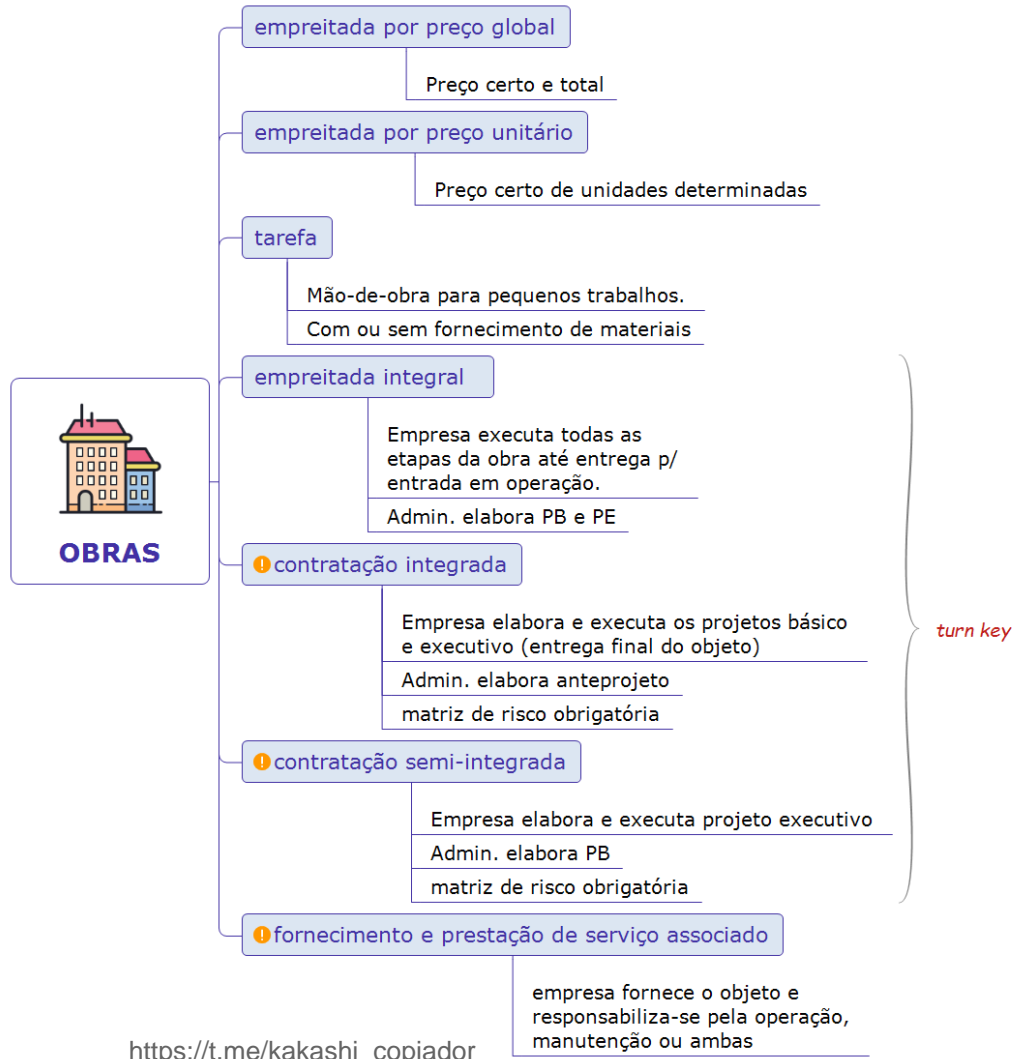 empreitada por preço global
Preço certo e total
empreitada por preço unitário
Preço certo de unidades determinadas
tarefa
Mão-de-obra para pequenos trabalhos.
Com ou sem fornecimento de materiais
empreitada integral
Empresa executa todas as
etapas da obra até entrega p/
entrada em operação.
Admin. elabora PB e PE
OBRAS
contratação integrada
Empresa elabora e executa os projetos básico
e executivo (entrega final do objeto)
Admin. elabora anteprojeto
matriz de risco obrigatória
turn key
contratação semi-integrada
Empresa elabora e executa projeto executivo
Admin. elabora PB
matriz de risco obrigatória
fornecimento e prestação de serviço associado
empresa fornece o objeto e
responsabiliza-se pela operação,
manutenção ou ambas
https://t.me/kakashi_copiador